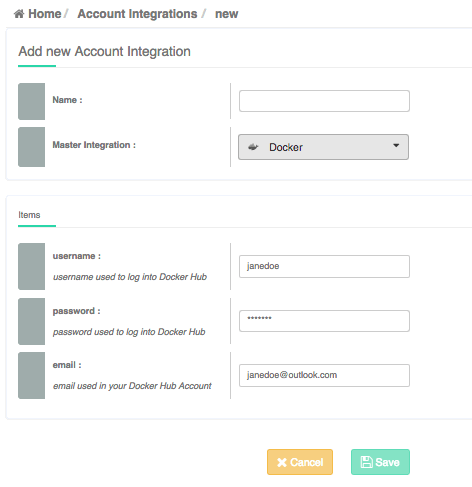 Home / Account Integrations / new
Add new Account Integration
Name :
Master Integration :
Docker
Items
username :
username used to log into Docker Hub
janedoe
password :
password used to log into Docker Hub
*******
email :
email used in your Docker Hub Account
janedoe@outlook.com
Cancel
Save